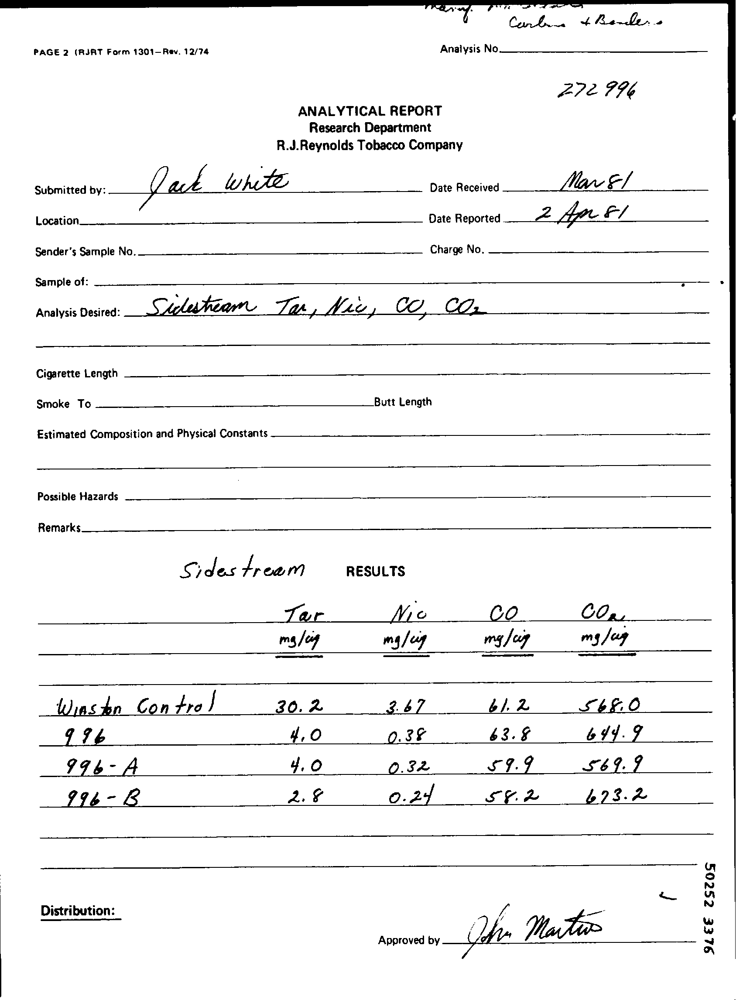 Carbons & Binders
PAGE 2 (RJRT Form 1301—Rev. 12/74
Analysis No.
272 996
ANALYTICAL REPORT
Research Department
R.J.Reynolds Tobacco Company
Submitted by: Jack White Date Received Mar 81
Location Date Reported 2 Apr 81
Sender's Sample No. Charge No.
Sample of:
Analysis Desired: Sidestream Tar, Nic, CO, CO2
Cigarette Length
Smoke To Butt Length
Estimated Composition and Physical Constants
Possible Hazards
Remarks
Sidestream RESULTS
Tar Nic CO CO2
mg/cig mg/cig mg/cig mg/cig
Winston Control 30.2 3.67 61.2 568.0
996 4.0 0.38 63.8 644.9
996-A 4.0 0.32 59.9 569.9
996-B 2.8 0.24 58.2 673.2
Distribution:
Approved by John Martin
50252 3376